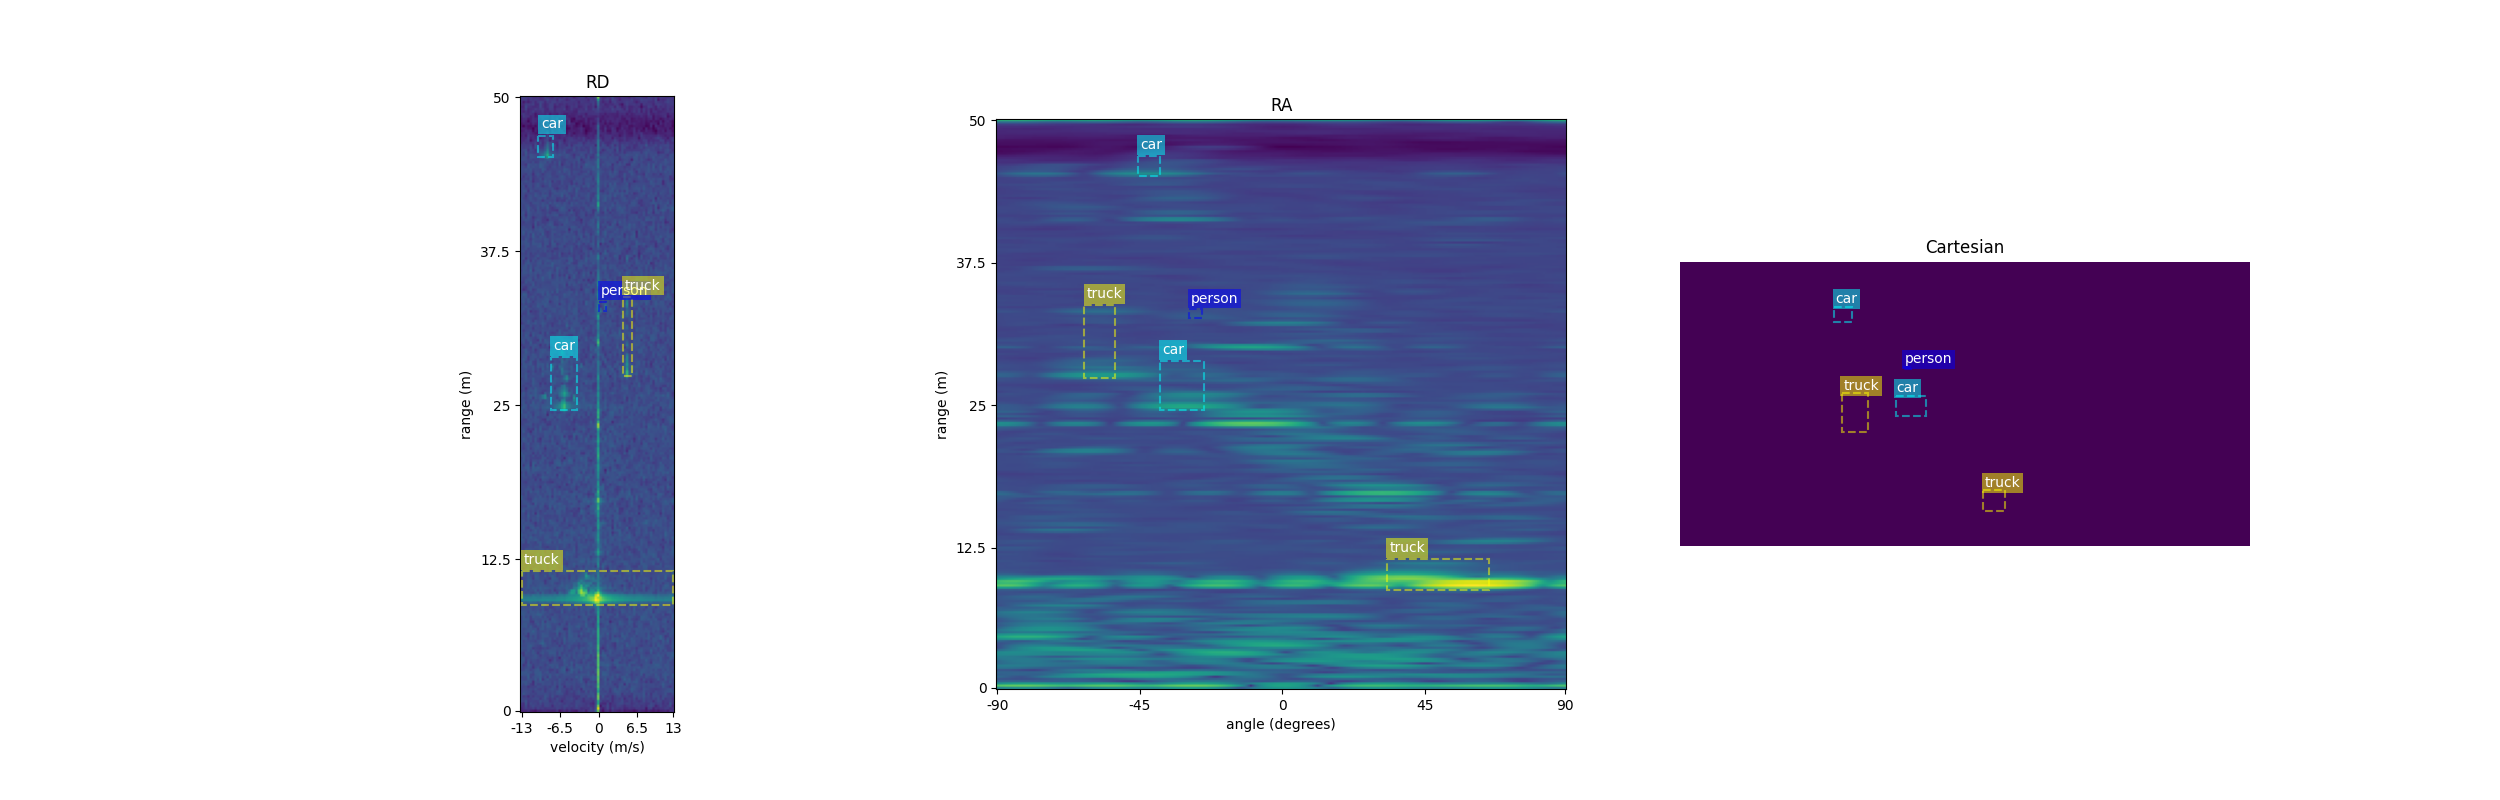 RD
50
37.5
25
12.5
0
range (m)
-13 -6.5 0 6.5 13
velocity (m/s)
car
truck
person
car
truck
RA
50
37.5
25
12.5
0
range (m)
-90 -45 0 45 90
angle (degrees)
car
truck
person
car
truck
Cartesian
car
person
truck
car
truck